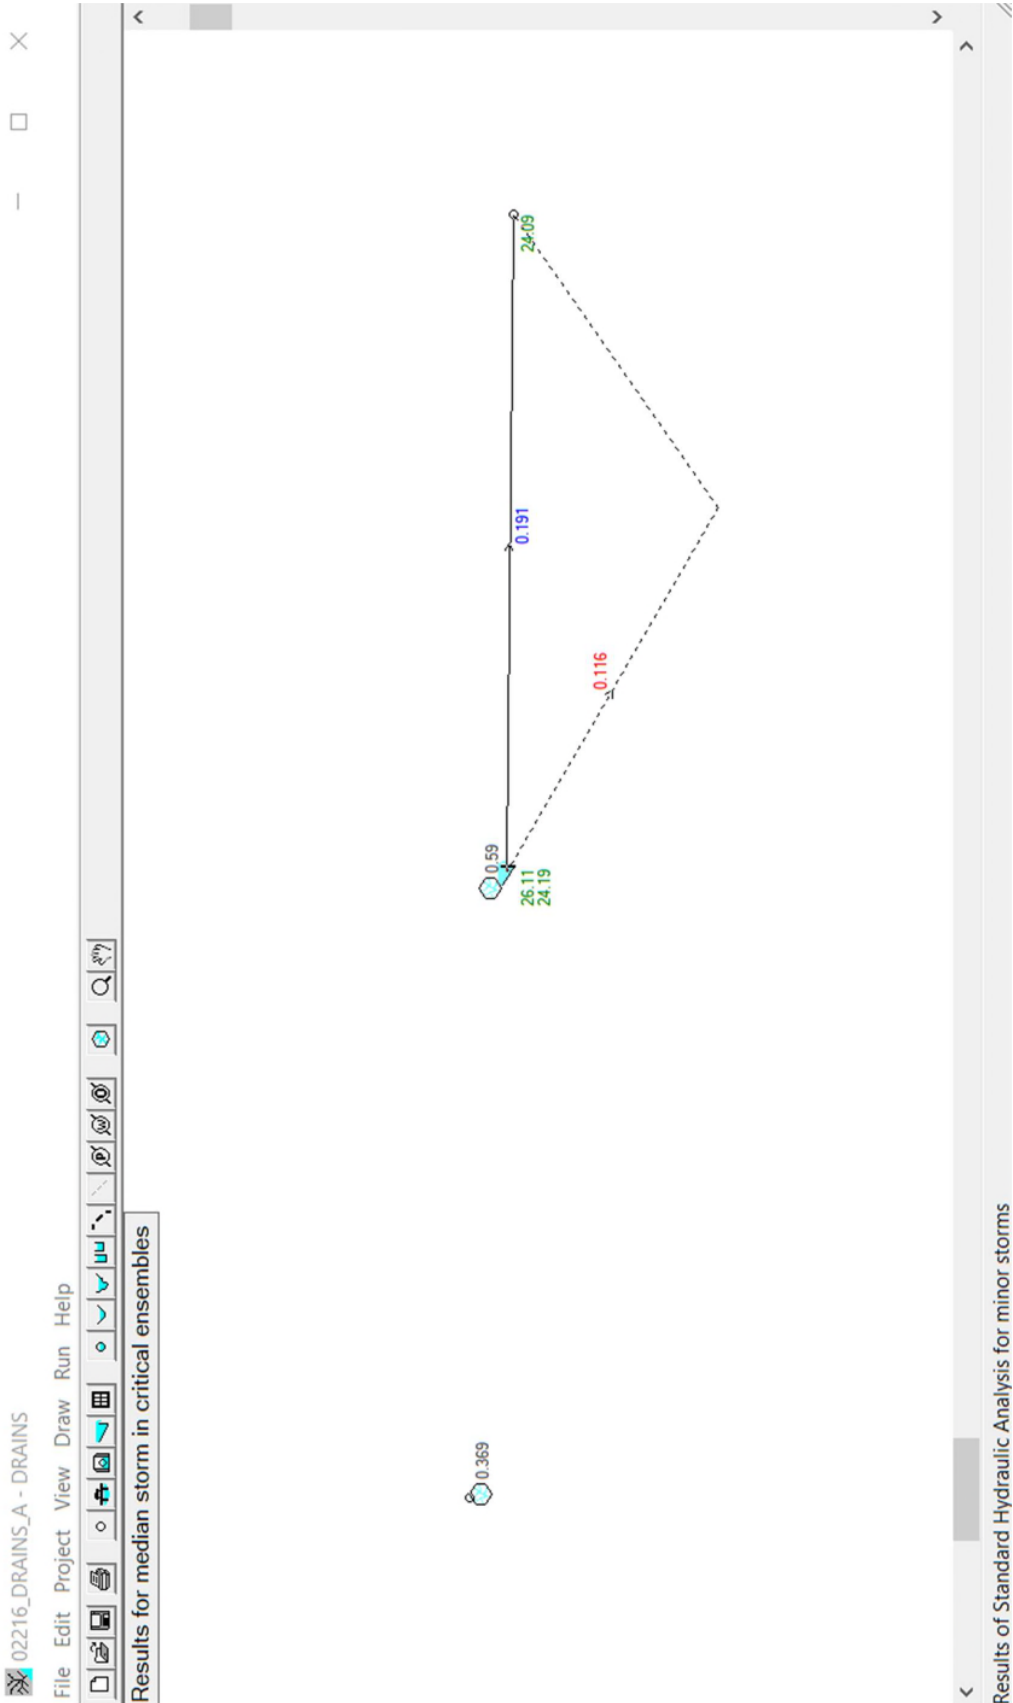 02216_DRAINS_A - DRAINS
File Edit Project View Draw Run Help
Results for median storm in critical ensembles
0.369
0.59
26.11
24.19
0.116
0.191
24.09
Results of Standard Hydraulic Analysis for minor storms